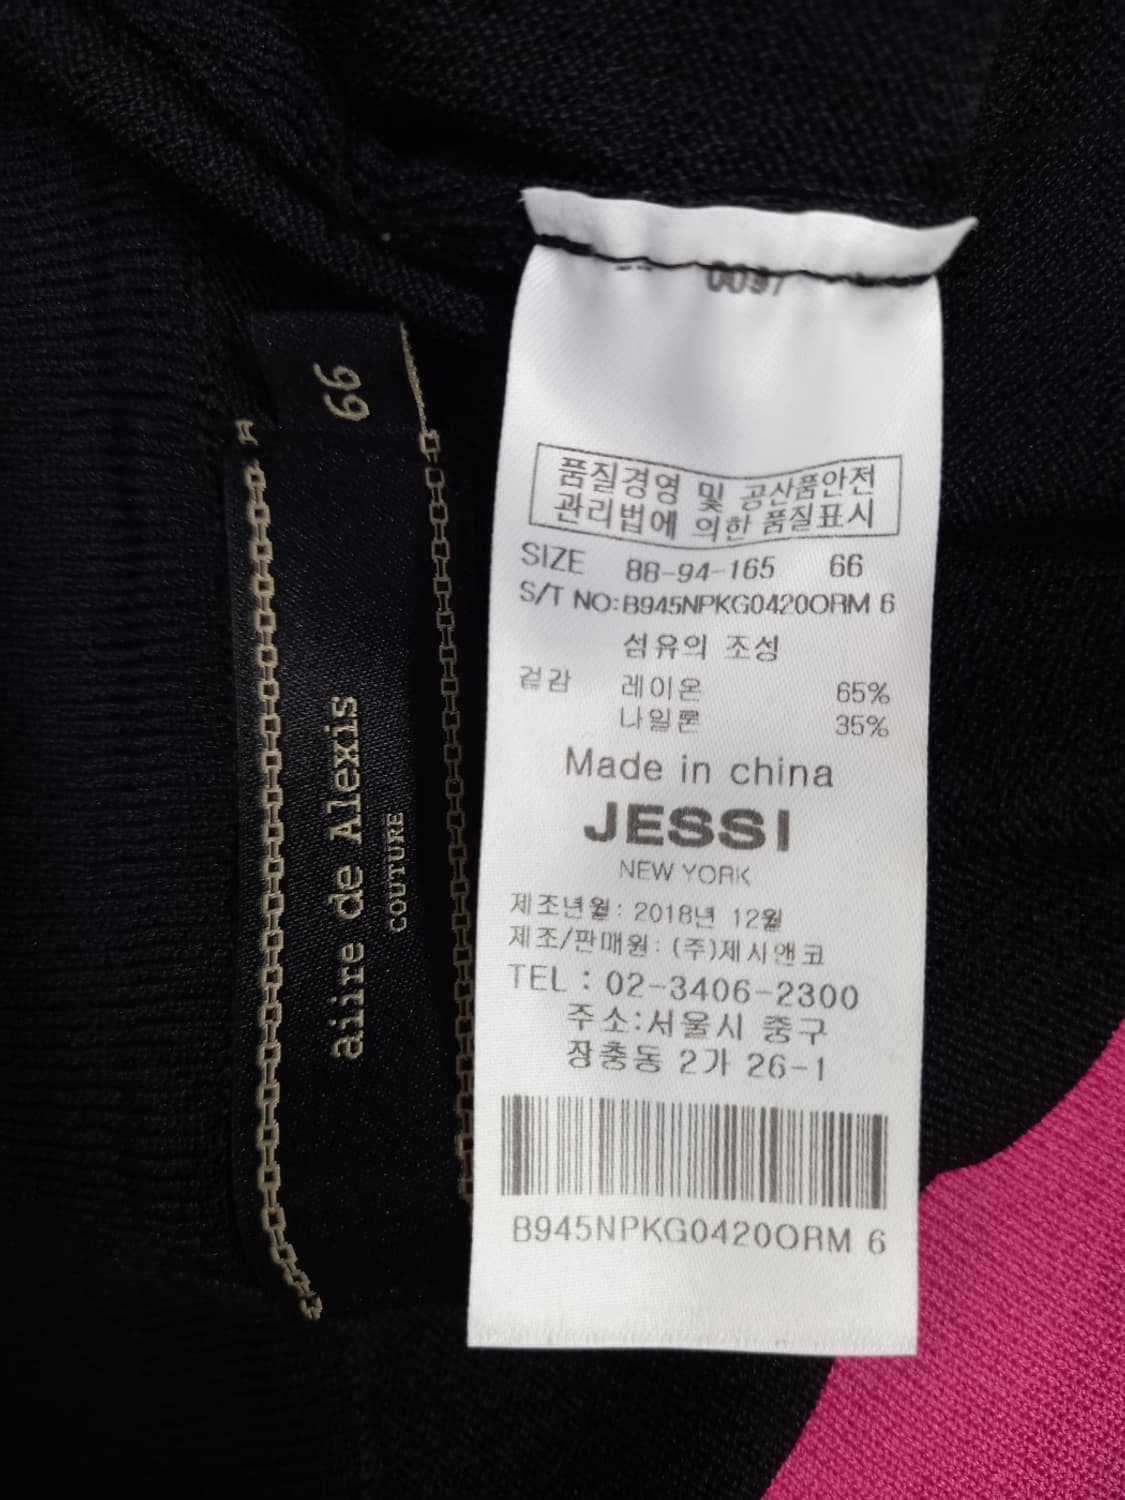 66
aiire de Alexis
COUTURE
0097
품질경영 및 공산품안전
관리법에 의한 품질표시
SIZE 88-94-165 66
S/T NO:B945NPKG0420ORM 6
섬유의 조성
겉감 레이온 65%
나일론 35%
Made in china
JESSI
NEW YORK
제조년월: 2018년 12월
제조/판매원: (주)제시앤코
TEL : 02-3406-2300
주소:서울시 중구
장충동 2가 26-1
B945NPKG0420ORM 6